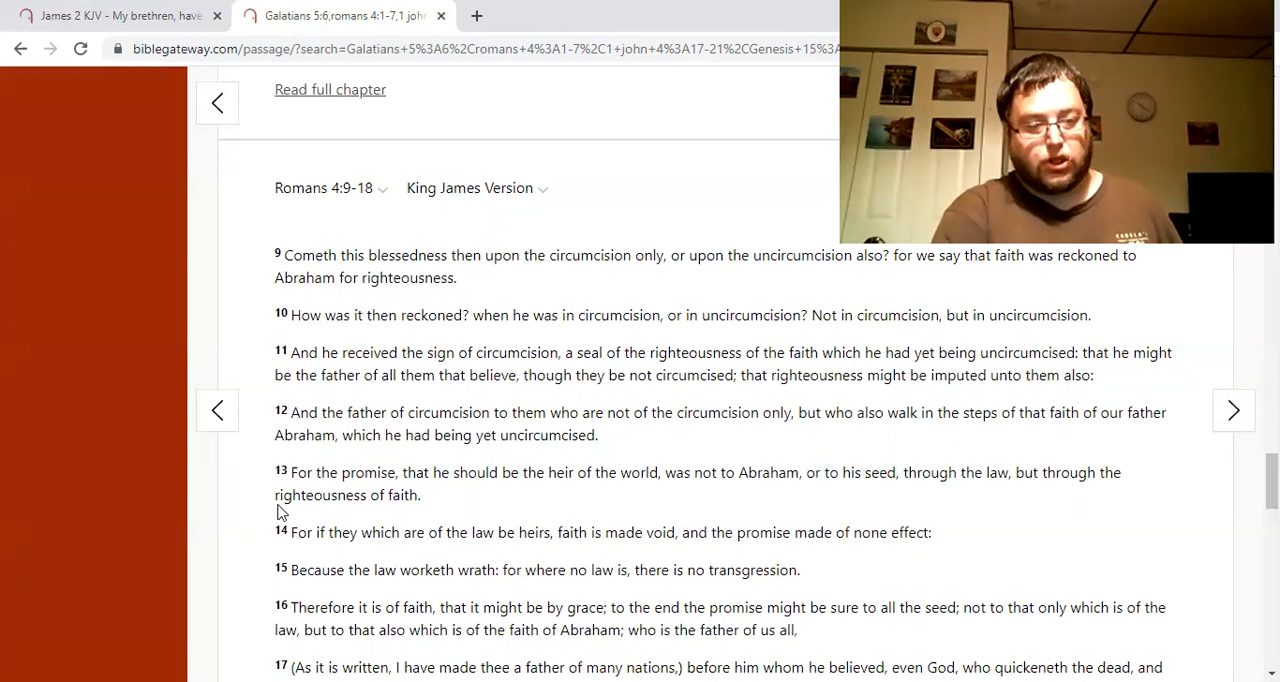 James 2 KJV - My brethren, have
Galatians 5:6,romans 4:1-7,1 joh
biblegateway.com/passage/?search=Galatians+5%3A6%2Cromans+4%3A1-7%2C1+john+4%3A17-21%2CGenesis+15%3A
Read full chapter
Romans 4:9-18 King James Version
CABELA'S
9 Cometh this blessedness then upon the circumcision only, or upon the uncircumcision also? for we say that faith was reckoned to
Abraham for righteousness.
10 How was it then reckoned? when he was in circumcision, or in uncircumcision? Not in circumcision, but in uncircumcision.
11 And he received the sign of circumcision, a seal of the righteousness of the faith which he had yet being uncircumcised: that he might
be the father of all them that believe, though they be not circumcised; that righteousness might be imputed unto them also:
12 And the father of circumcision to them who are not of the circumcision only, but who also walk in the steps of that faith of our father
Abraham, which he had being yet uncircumcised.
13 For the promise, that he should be the heir of the world, was not to Abraham, or to his seed, through the law, but through the
righteousness of faith.
14 For if they which are of the law be heirs, faith is made void, and the promise made of none effect:
15 Because the law worketh wrath: for where no law is, there is no transgression.
16 Therefore it is of faith, that it might be by grace; to the end the promise might be sure to all the seed; not to that only which is of the
law, but to that also which is of the faith of Abraham; who is the father of us all,
17 (As it is written, I have made thee a father of many nations,) before him whom he believed, even God, who quickeneth the dead, and